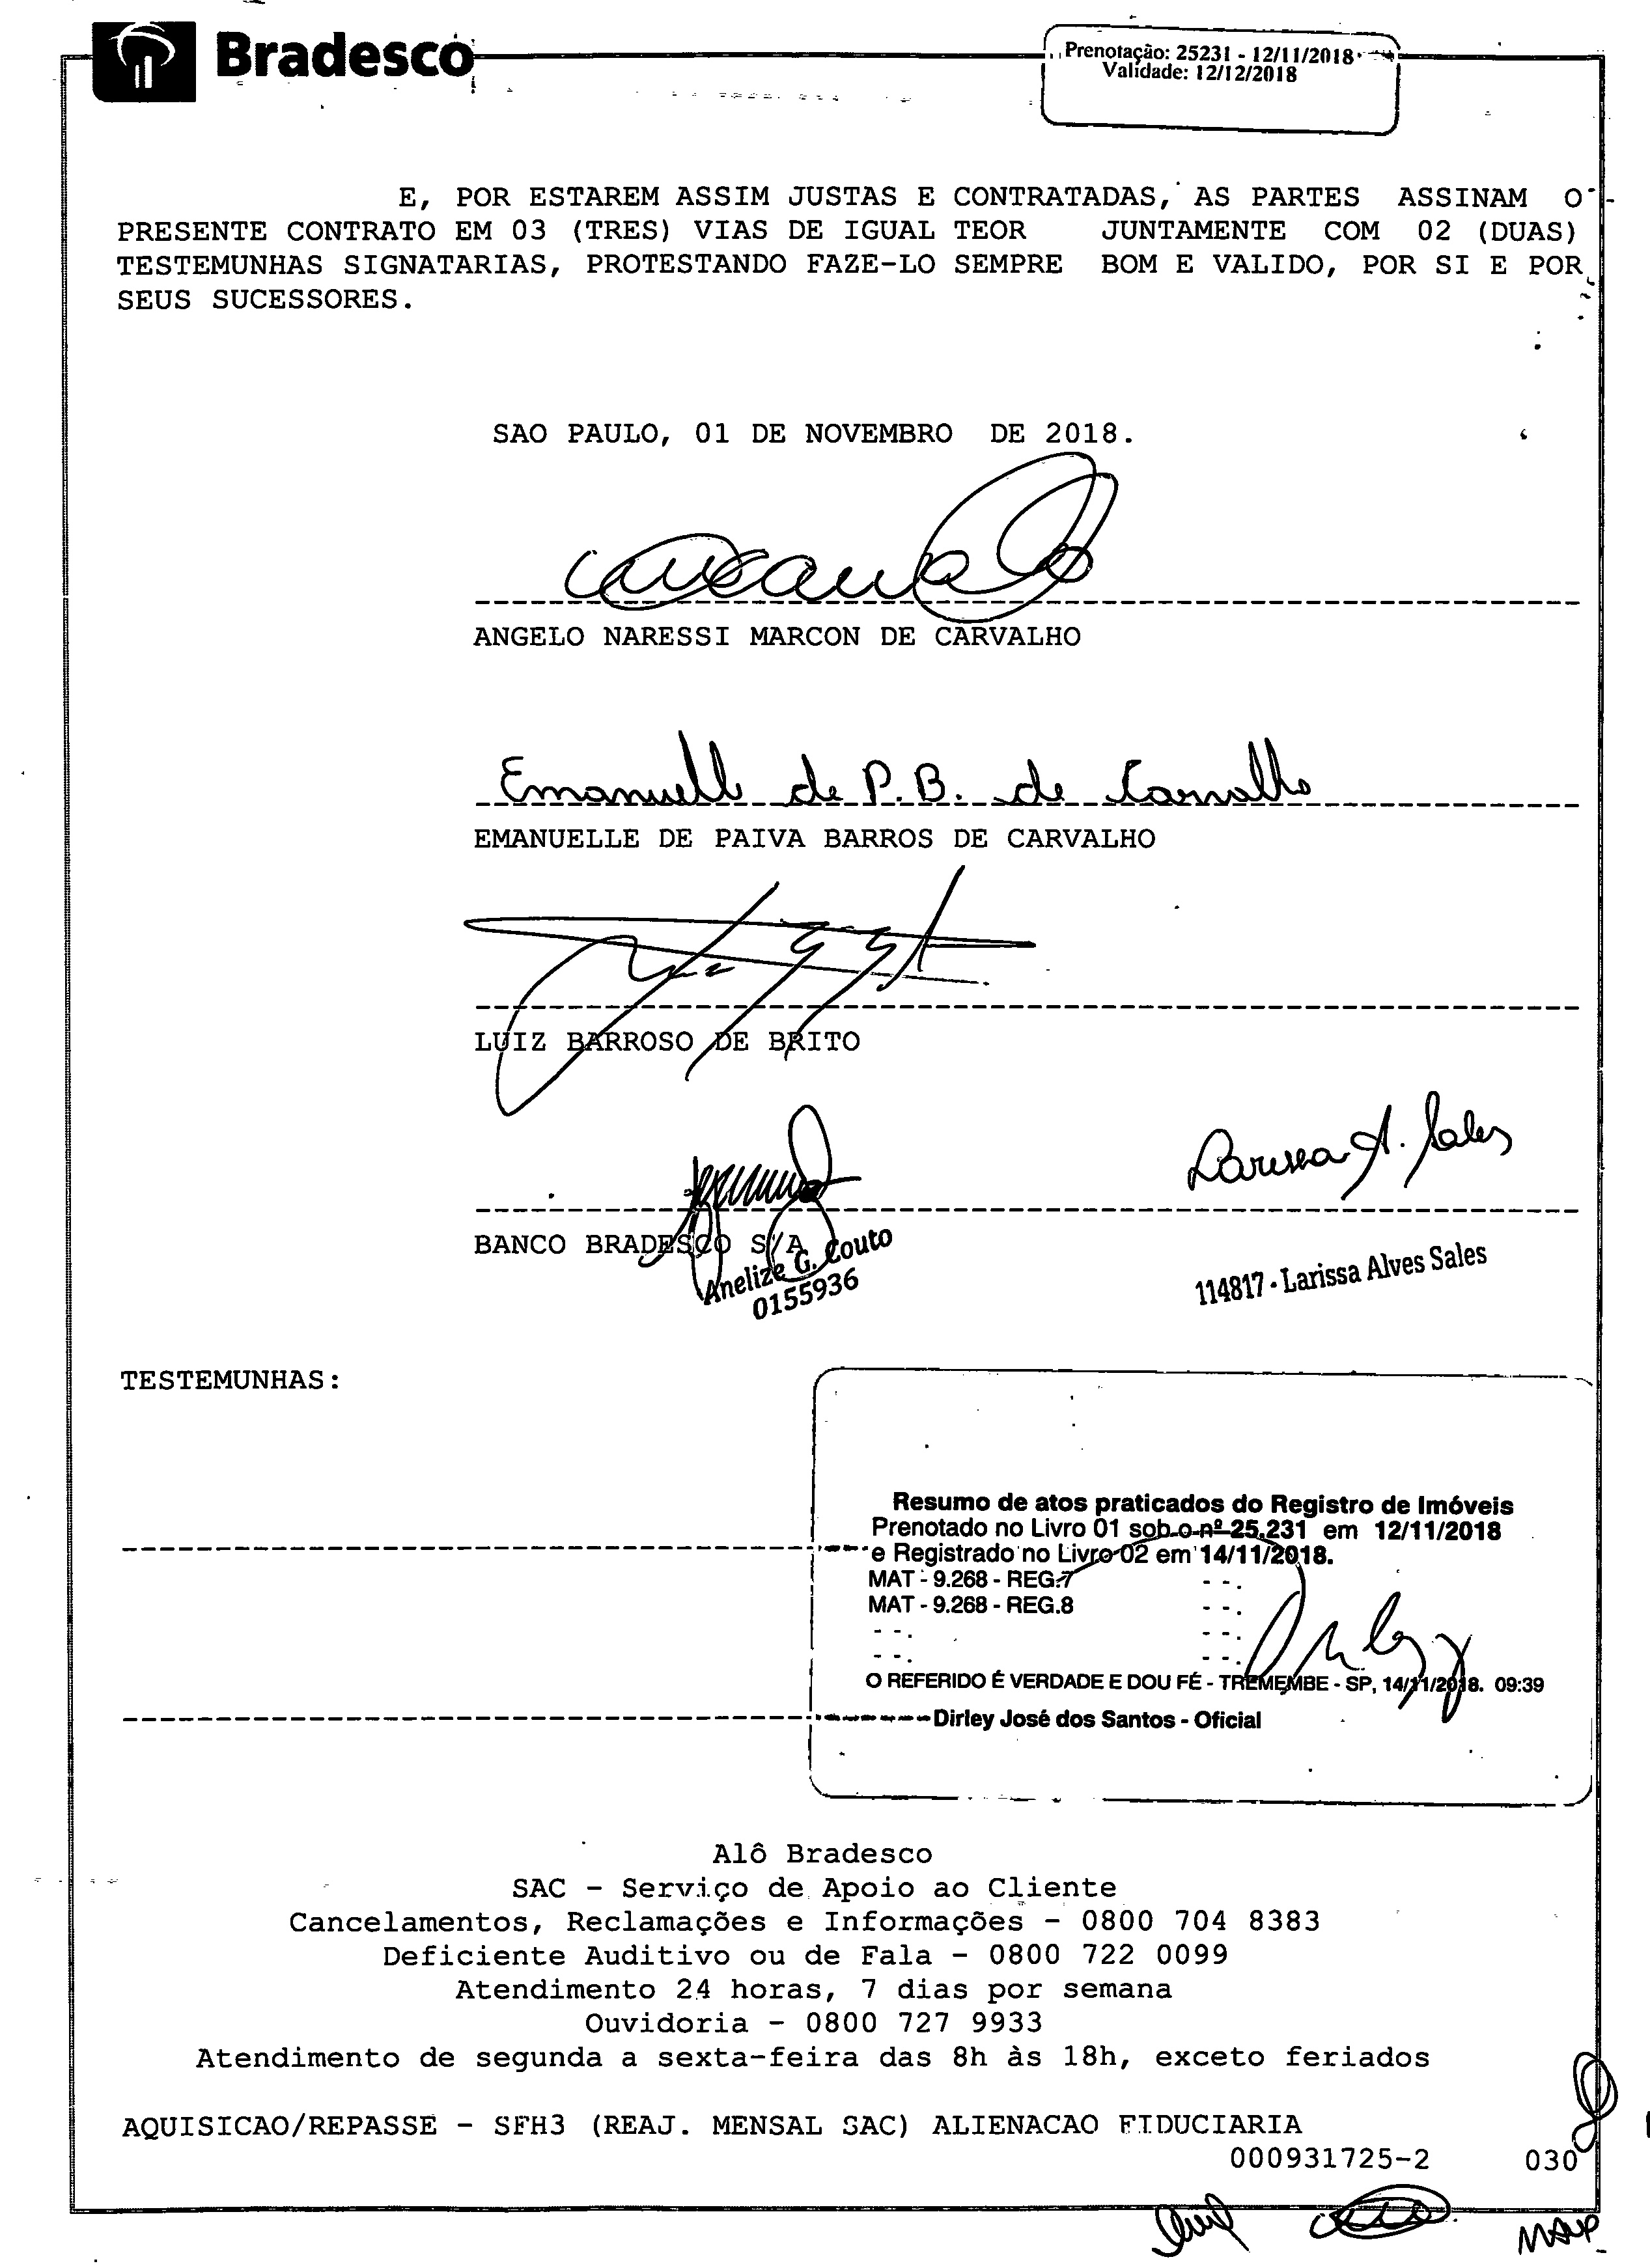 Bradesco
Prenotação: 25231 - 12/11/2018
Validade: 12/12/2018
E, POR ESTAREM ASSIM JUSTAS E CONTRATADAS, AS PARTES ASSINAM O
PRESENTE CONTRATO EM 03 (TRES) VIAS DE IGUAL TEOR JUNTAMENTE COM 02 (DUAS)
TESTEMUNHAS SIGNATARIAS, PROTESTANDO FAZE-LO SEMPRE BOM E VALIDO, POR SI E POR
SEUS SUCESSORES.
SAO PAULO, 01 DE NOVEMBRO DE 2018.
ANGELO NARESSI MARCON DE CARVALHO
Emanuelle de P.B. de Carvalho
EMANUELLE DE PAIVA BARROS DE CARVALHO
LUIZ BARROSO DE BRITO
Larissa A. Sales
BANCO BRADESCO S/A
Anelize G. Couto
0155936
114817 - Larissa Alves Sales
TESTEMUNHAS:
Resumo de atos praticados do Registro de Imóveis
Prenotado no Livro 01 sob o nº 25.231 em 12/11/2018
e Registrado no Livro 02 em 14/11/2018.
MAT - 9.268 - REG.7 - -.
MAT - 9.268 - REG.8 - -.
- -. - -.
- -. - -.
O REFERIDO É VERDADE E DOU FÉ - TREMEMBE - SP, 14/11/2018. 09:39
Dirley José dos Santos - Oficial
Alô Bradesco
SAC - Serviço de Apoio ao Cliente
Cancelamentos, Reclamações e Informações - 0800 704 8383
Deficiente Auditivo ou de Fala - 0800 722 0099
Atendimento 24 horas, 7 dias por semana
Ouvidoria - 0800 727 9933
Atendimento de segunda a sexta-feira das 8h às 18h, exceto feriados
AQUISICAO/REPASSE - SFH3 (REAJ. MENSAL SAC) ALIENACAO FIDUCIARIA
000931725-2 030